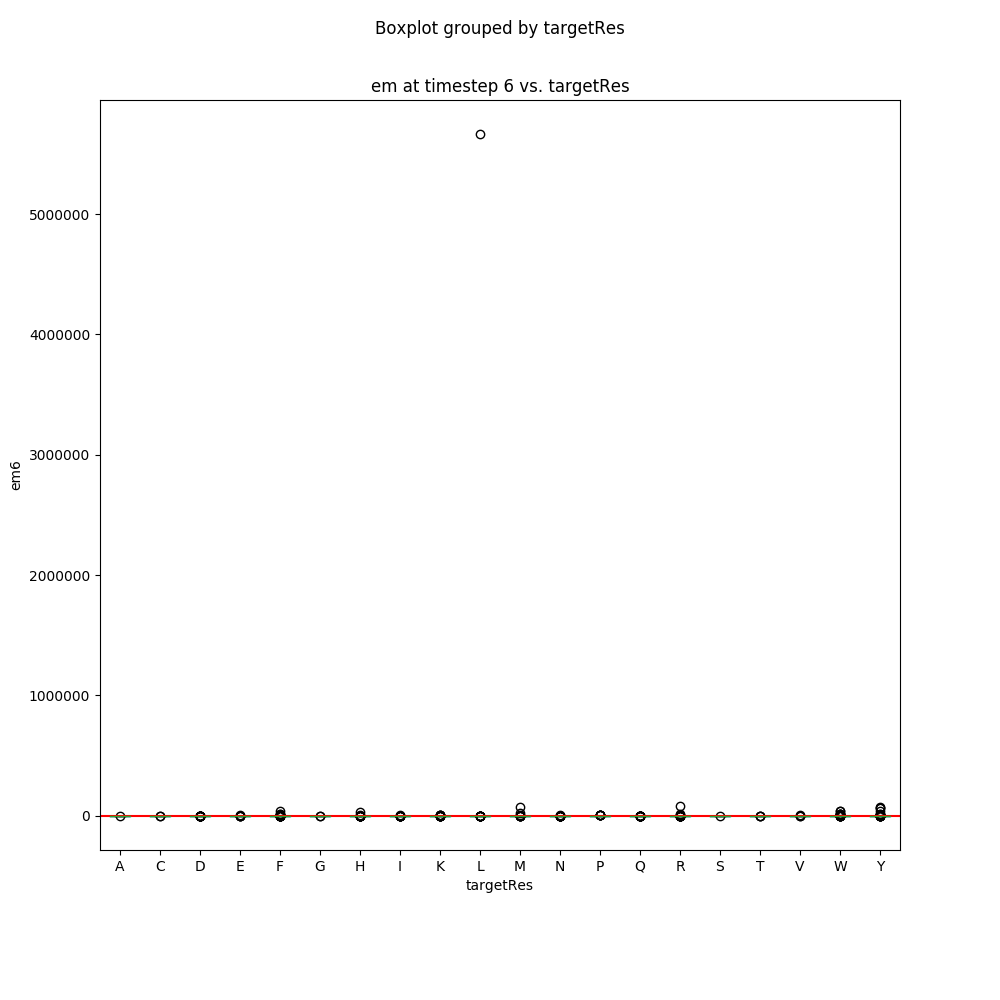 Boxplot grouped by targetRes
em at timestep 6 vs. targetRes
5000000
4000000
3000000
2000000
1000000
0
em6
A C D E F G H I K L M N P Q R S T V W Y
targetRes